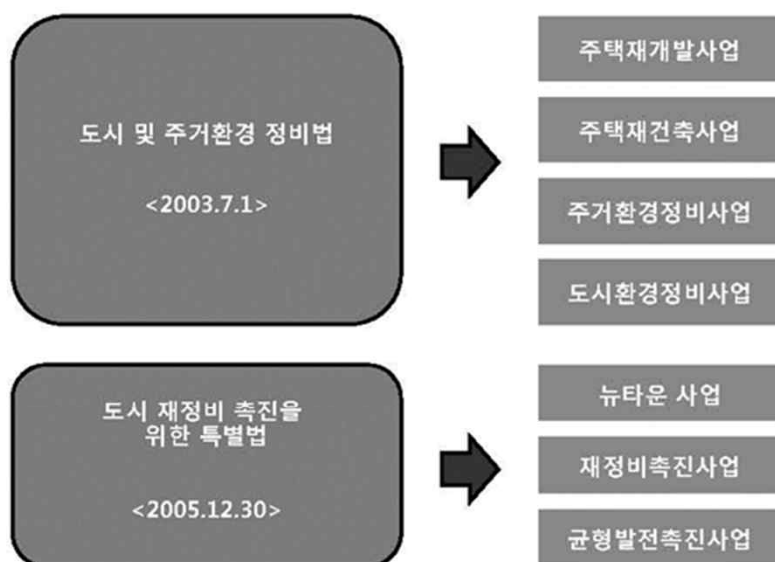 도시 및 주거환경 정비법
<2003.7.1>
주택재개발사업
주택재건축사업
주거환경정비사업
도시환경정비사업
도시 재정비 촉진을
위한 특별법
<2005.12.30>
뉴타운 사업
재정비촉진사업
균형발전촉진사업